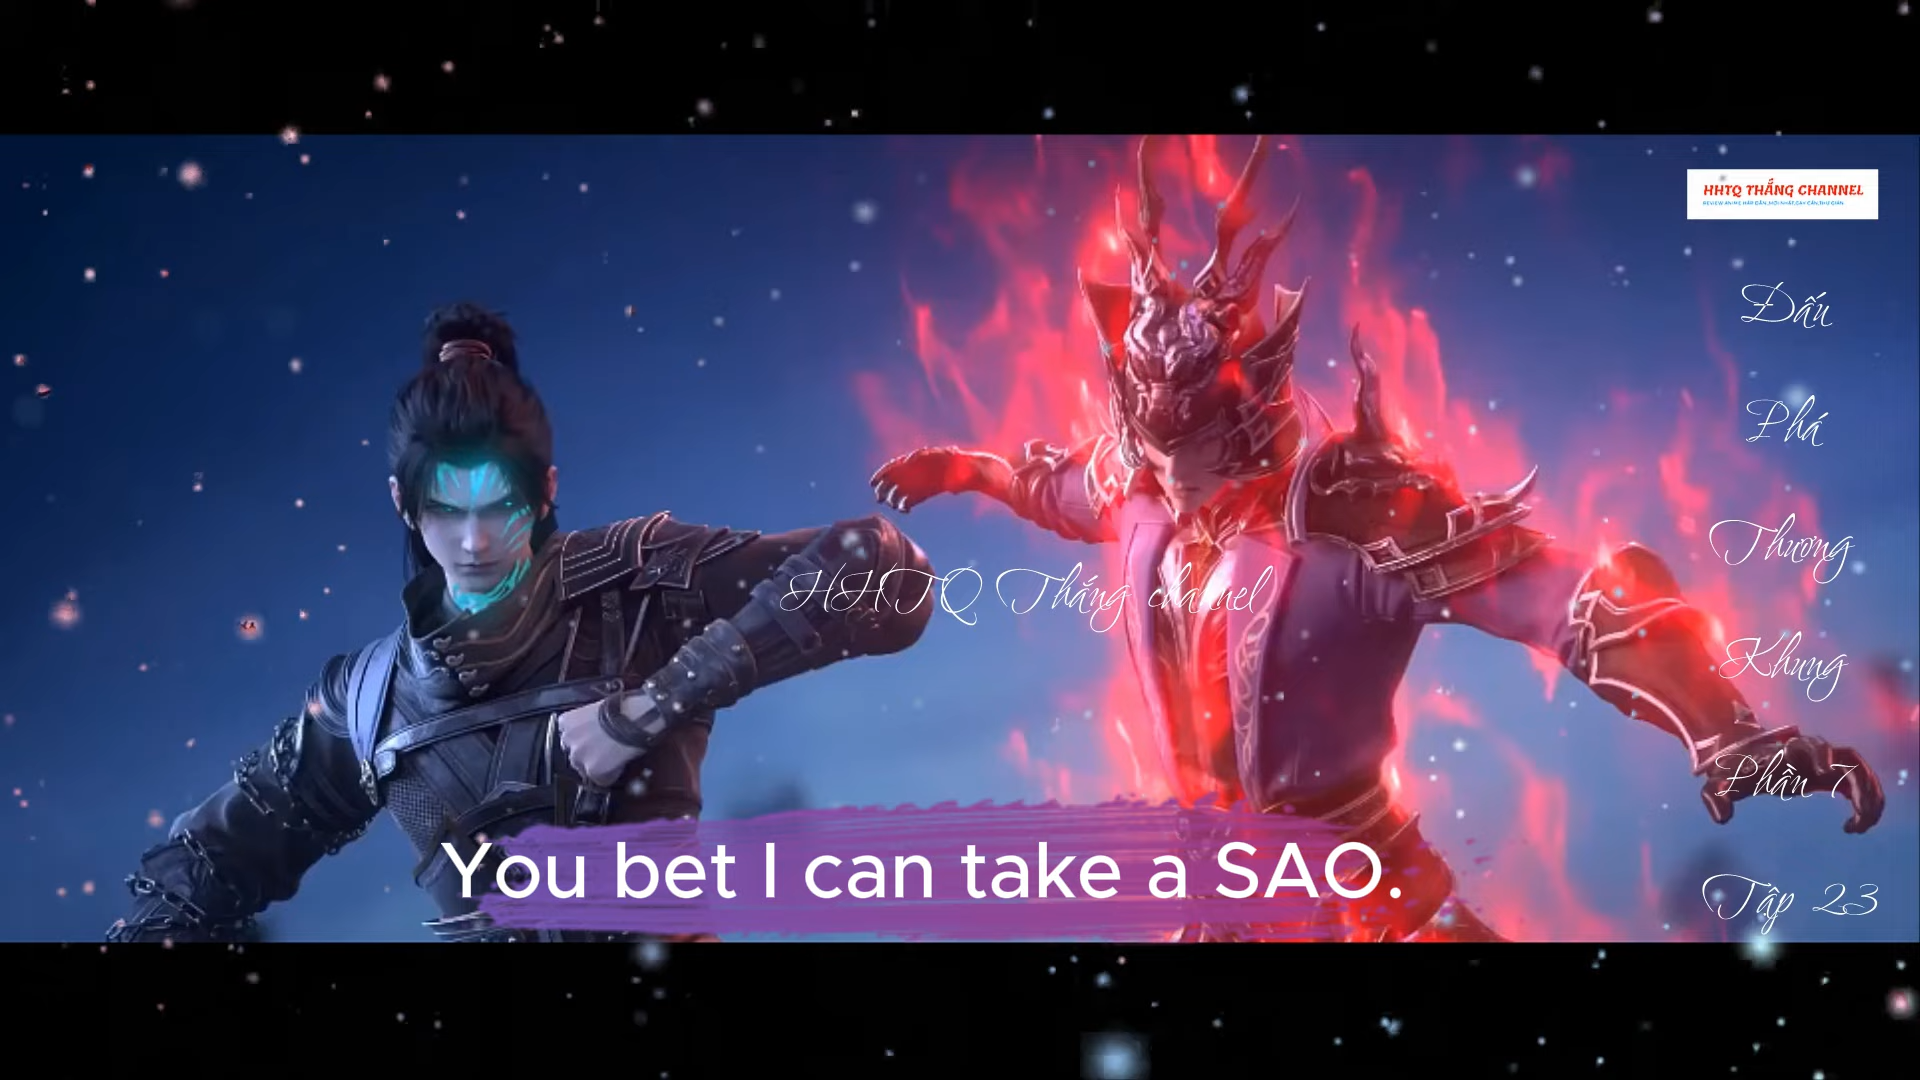 HHTQ THẮNG CHANNEL
Đấu
Phá
Thương
Khung
Phần 7
Tập 23
HHTQ Thắng channel
You bet I can take a SAO.